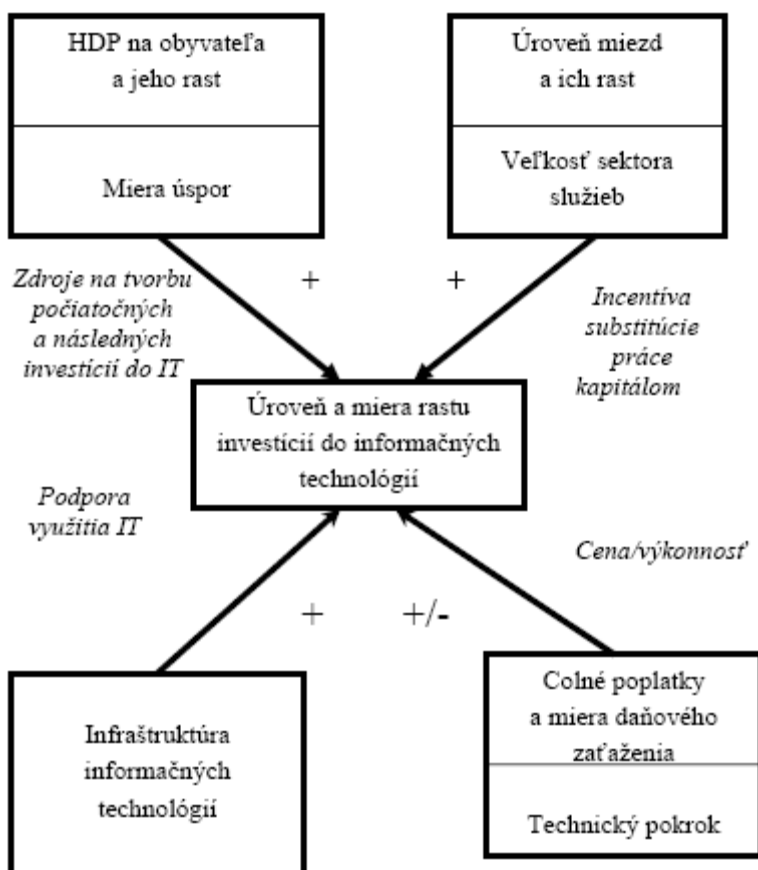 HDP na obyvateľa
a jeho rast
Miera úspor
Úroveň miezd
a ich rast
Veľkosť sektora
služieb
Zdroje na tvorbu
počiatočných
a následných
investícií do IT
+
+
Incentíva
substitúcie
práce
kapitálom
Úroveň a miera rastu
investícií do informačných
technológií
Podpora
využitia IT
Cena/výkonnosť
+
+/-
Infraštruktúra
informačných
technológií
Colné poplatky
a miera daňového
zaťaženia
Technický pokrok